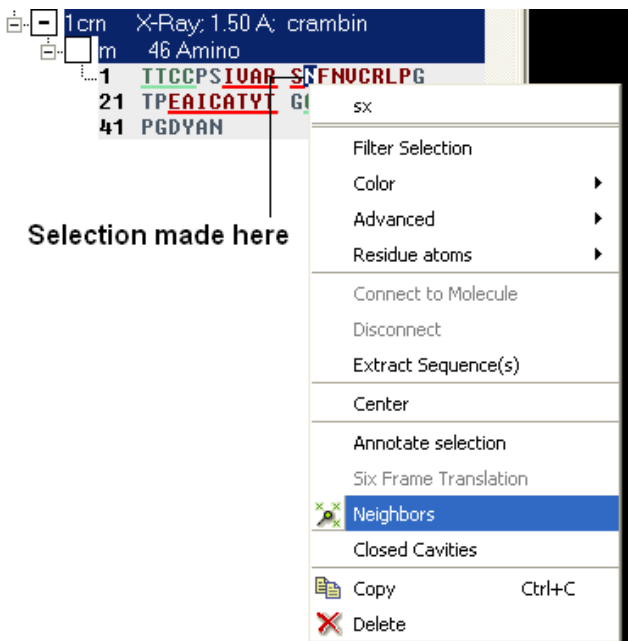 1crn X-Ray; 1.50 A; crambin
m 46 Amino
1 TTCCPSIVAR SNFNVCRLPG
21 TPEAICATYT G
41 PGDYAN
Selection made here
sx
Filter Selection
Color
Advanced
Residue atoms
Connect to Molecule
Disconnect
Extract Sequence(s)
Center
Annotate selection
Six Frame Translation
Neighbors
Closed Cavities
Copy Ctrl+C
Delete